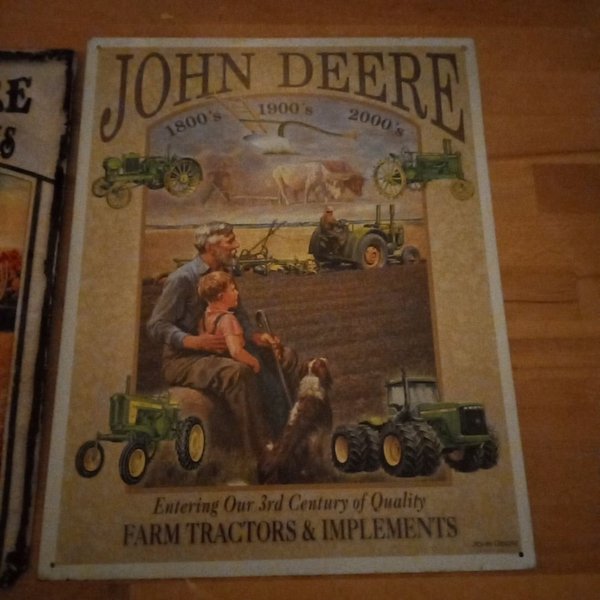 JOHN DEERE
1800's 1900's 2000's
Entering Our 3rd Century of Quality
FARM TRACTORS & IMPLEMENTS